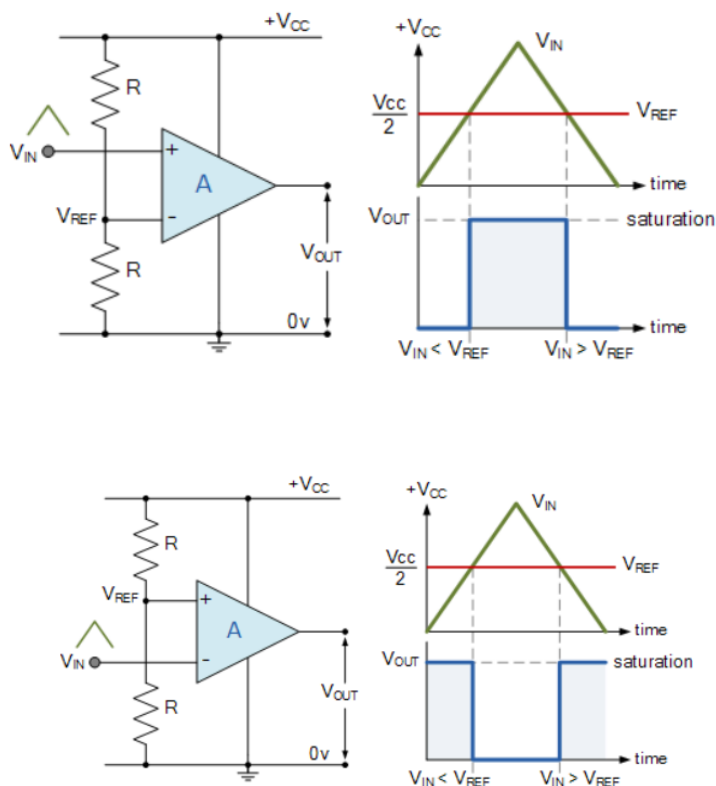 +VCC
R
VIN
+
A
VREF
-
R
VOUT
0v
+VCC
VIN
Vcc
2
VREF
time
VOUT
saturation
time
VIN < VREF
VIN > VREF
+VCC
R
VREF
+
A
VIN
-
R
VOUT
0v
+VCC
VIN
Vcc
2
VREF
time
VOUT
saturation
time
VIN < VREF
VIN > VREF